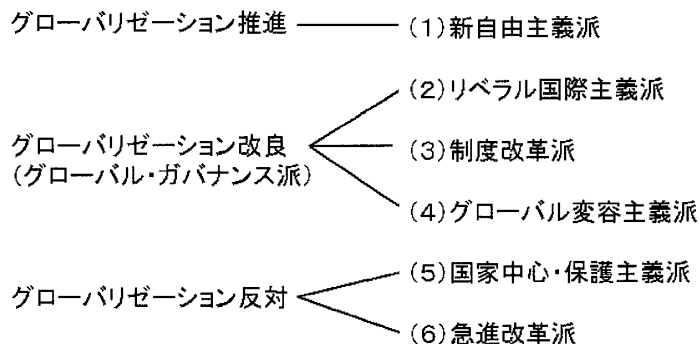 グローバリゼーション推進
(1)新自由主義派
(2)リベラル国際主義派
グローバリゼーション改良
(グローバル・ガバナンス派)
(3)制度改革派
(4)グローバル変容主義派
(5)国家中心・保護主義派
グローバリゼーション反対
(6)急進改革派